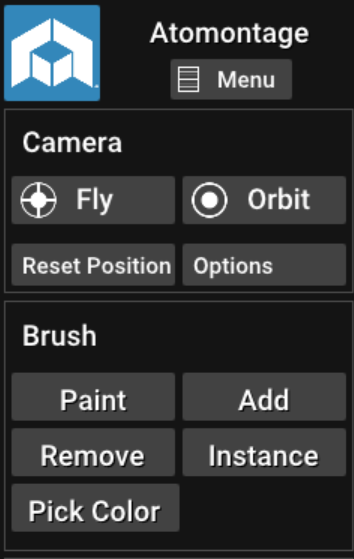 Atomontage
Menu
Camera
Fly Orbit
Reset Position Options
Brush
Paint Add
Remove Instance
Pick Color